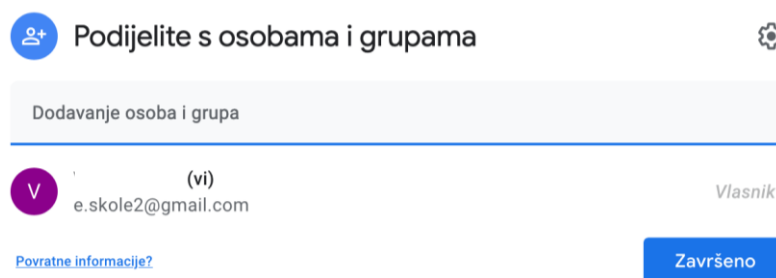 Podijelite s osobama i grupama
Dodavanje osoba i grupa
V
(vi)
e.skole2@gmail.com
Vlasnik
Povratne informacije?
Završeno